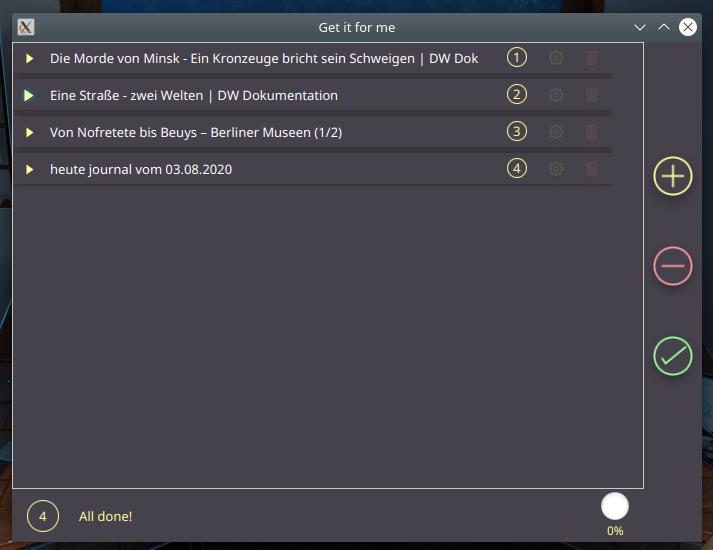 Get it for me
Die Morde von Minsk - Ein Kronzeuge bricht sein Schweigen | DW Dok 1
Eine Straße - zwei Welten | DW Dokumentation 2
Von Nofretete bis Beuys – Berliner Museen (1/2) 3
heute journal vom 03.08.2020 4
4 All done!
0%